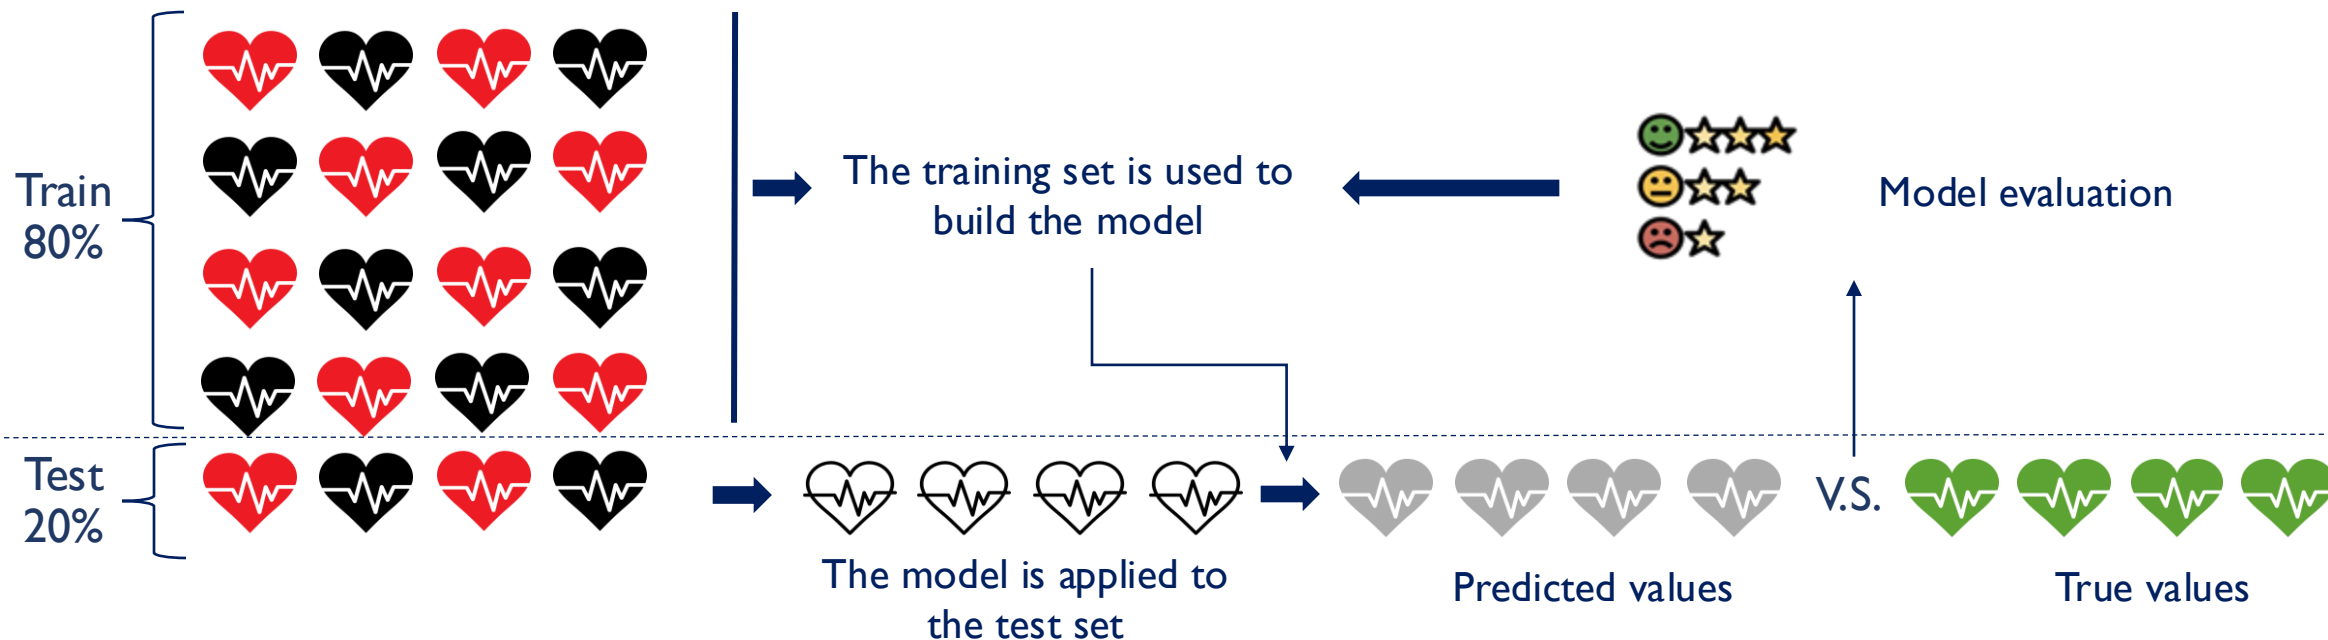 Train
80%
The training set is used to
build the model
Model evaluation
Test
20%
The model is applied to
the test set
Predicted values
V.S.
True values